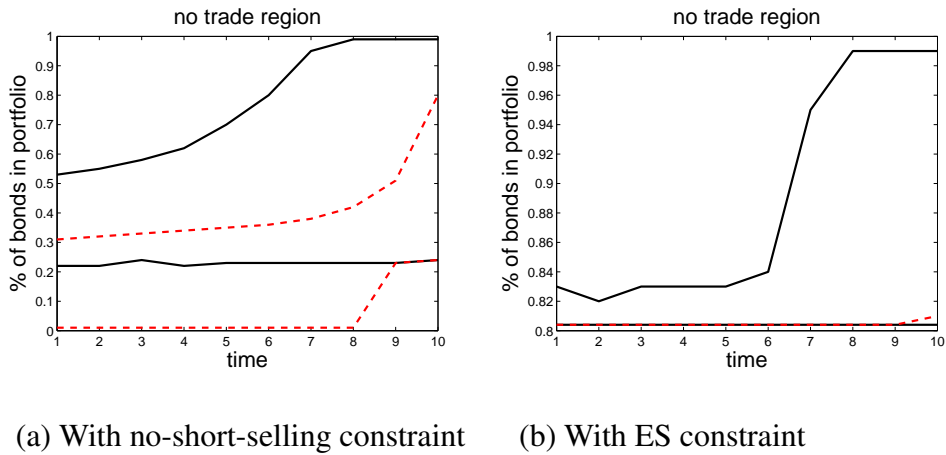 no trade region
% of bonds in portfolio
1
0.9
0.8
0.7
0.6
0.5
0.4
0.3
0.2
0.1
0
1 2 3 4 5 6 7 8 9 10
time
(a) With no-short-selling constraint
no trade region
% of bonds in portfolio
1
0.98
0.96
0.94
0.92
0.9
0.88
0.86
0.84
0.82
0.8
1 2 3 4 5 6 7 8 9 10
time
(b) With ES constraint